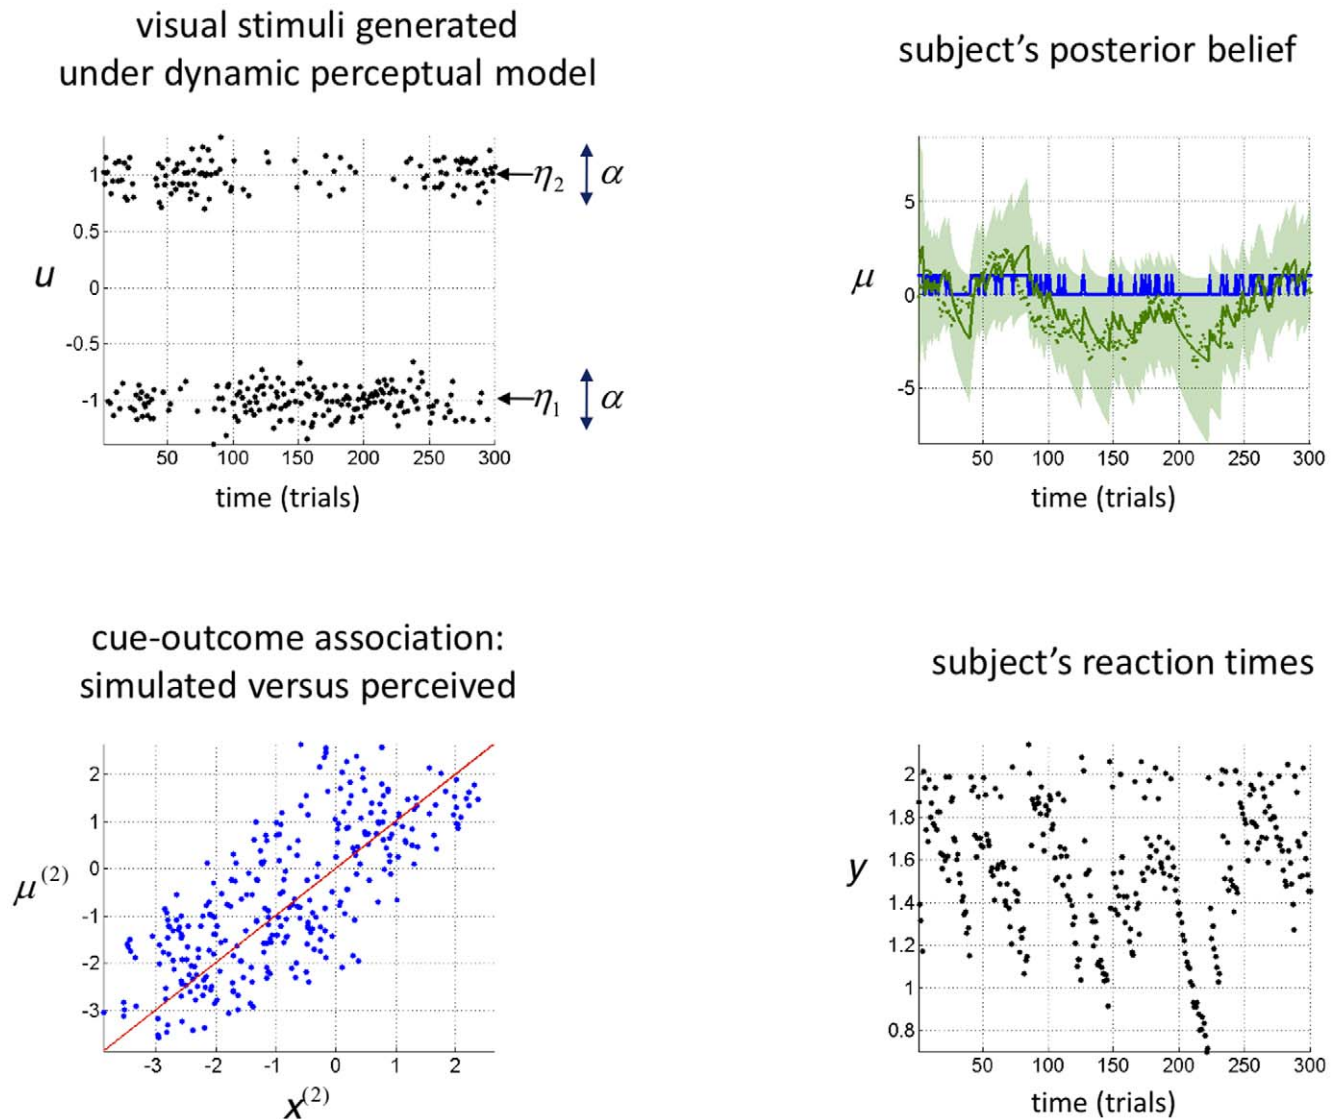 visual stimuli generated
under dynamic perceptual model
1
0.5
0
-0.5
-1
u
η₂
α
η₁
α
50 100 150 200 250 300
time (trials)
subject's posterior belief
5
0
-5
μ
50 100 150 200 250 300
time (trials)
cue-outcome association:
simulated versus perceived
2
1
0
-1
-2
-3
μ⁽²⁾
-3 -2 -1 0 1 2
x⁽²⁾
subject's reaction times
2
1.8
1.6
1.4
1.2
1
0.8
y
50 100 150 200 250 300
time (trials)